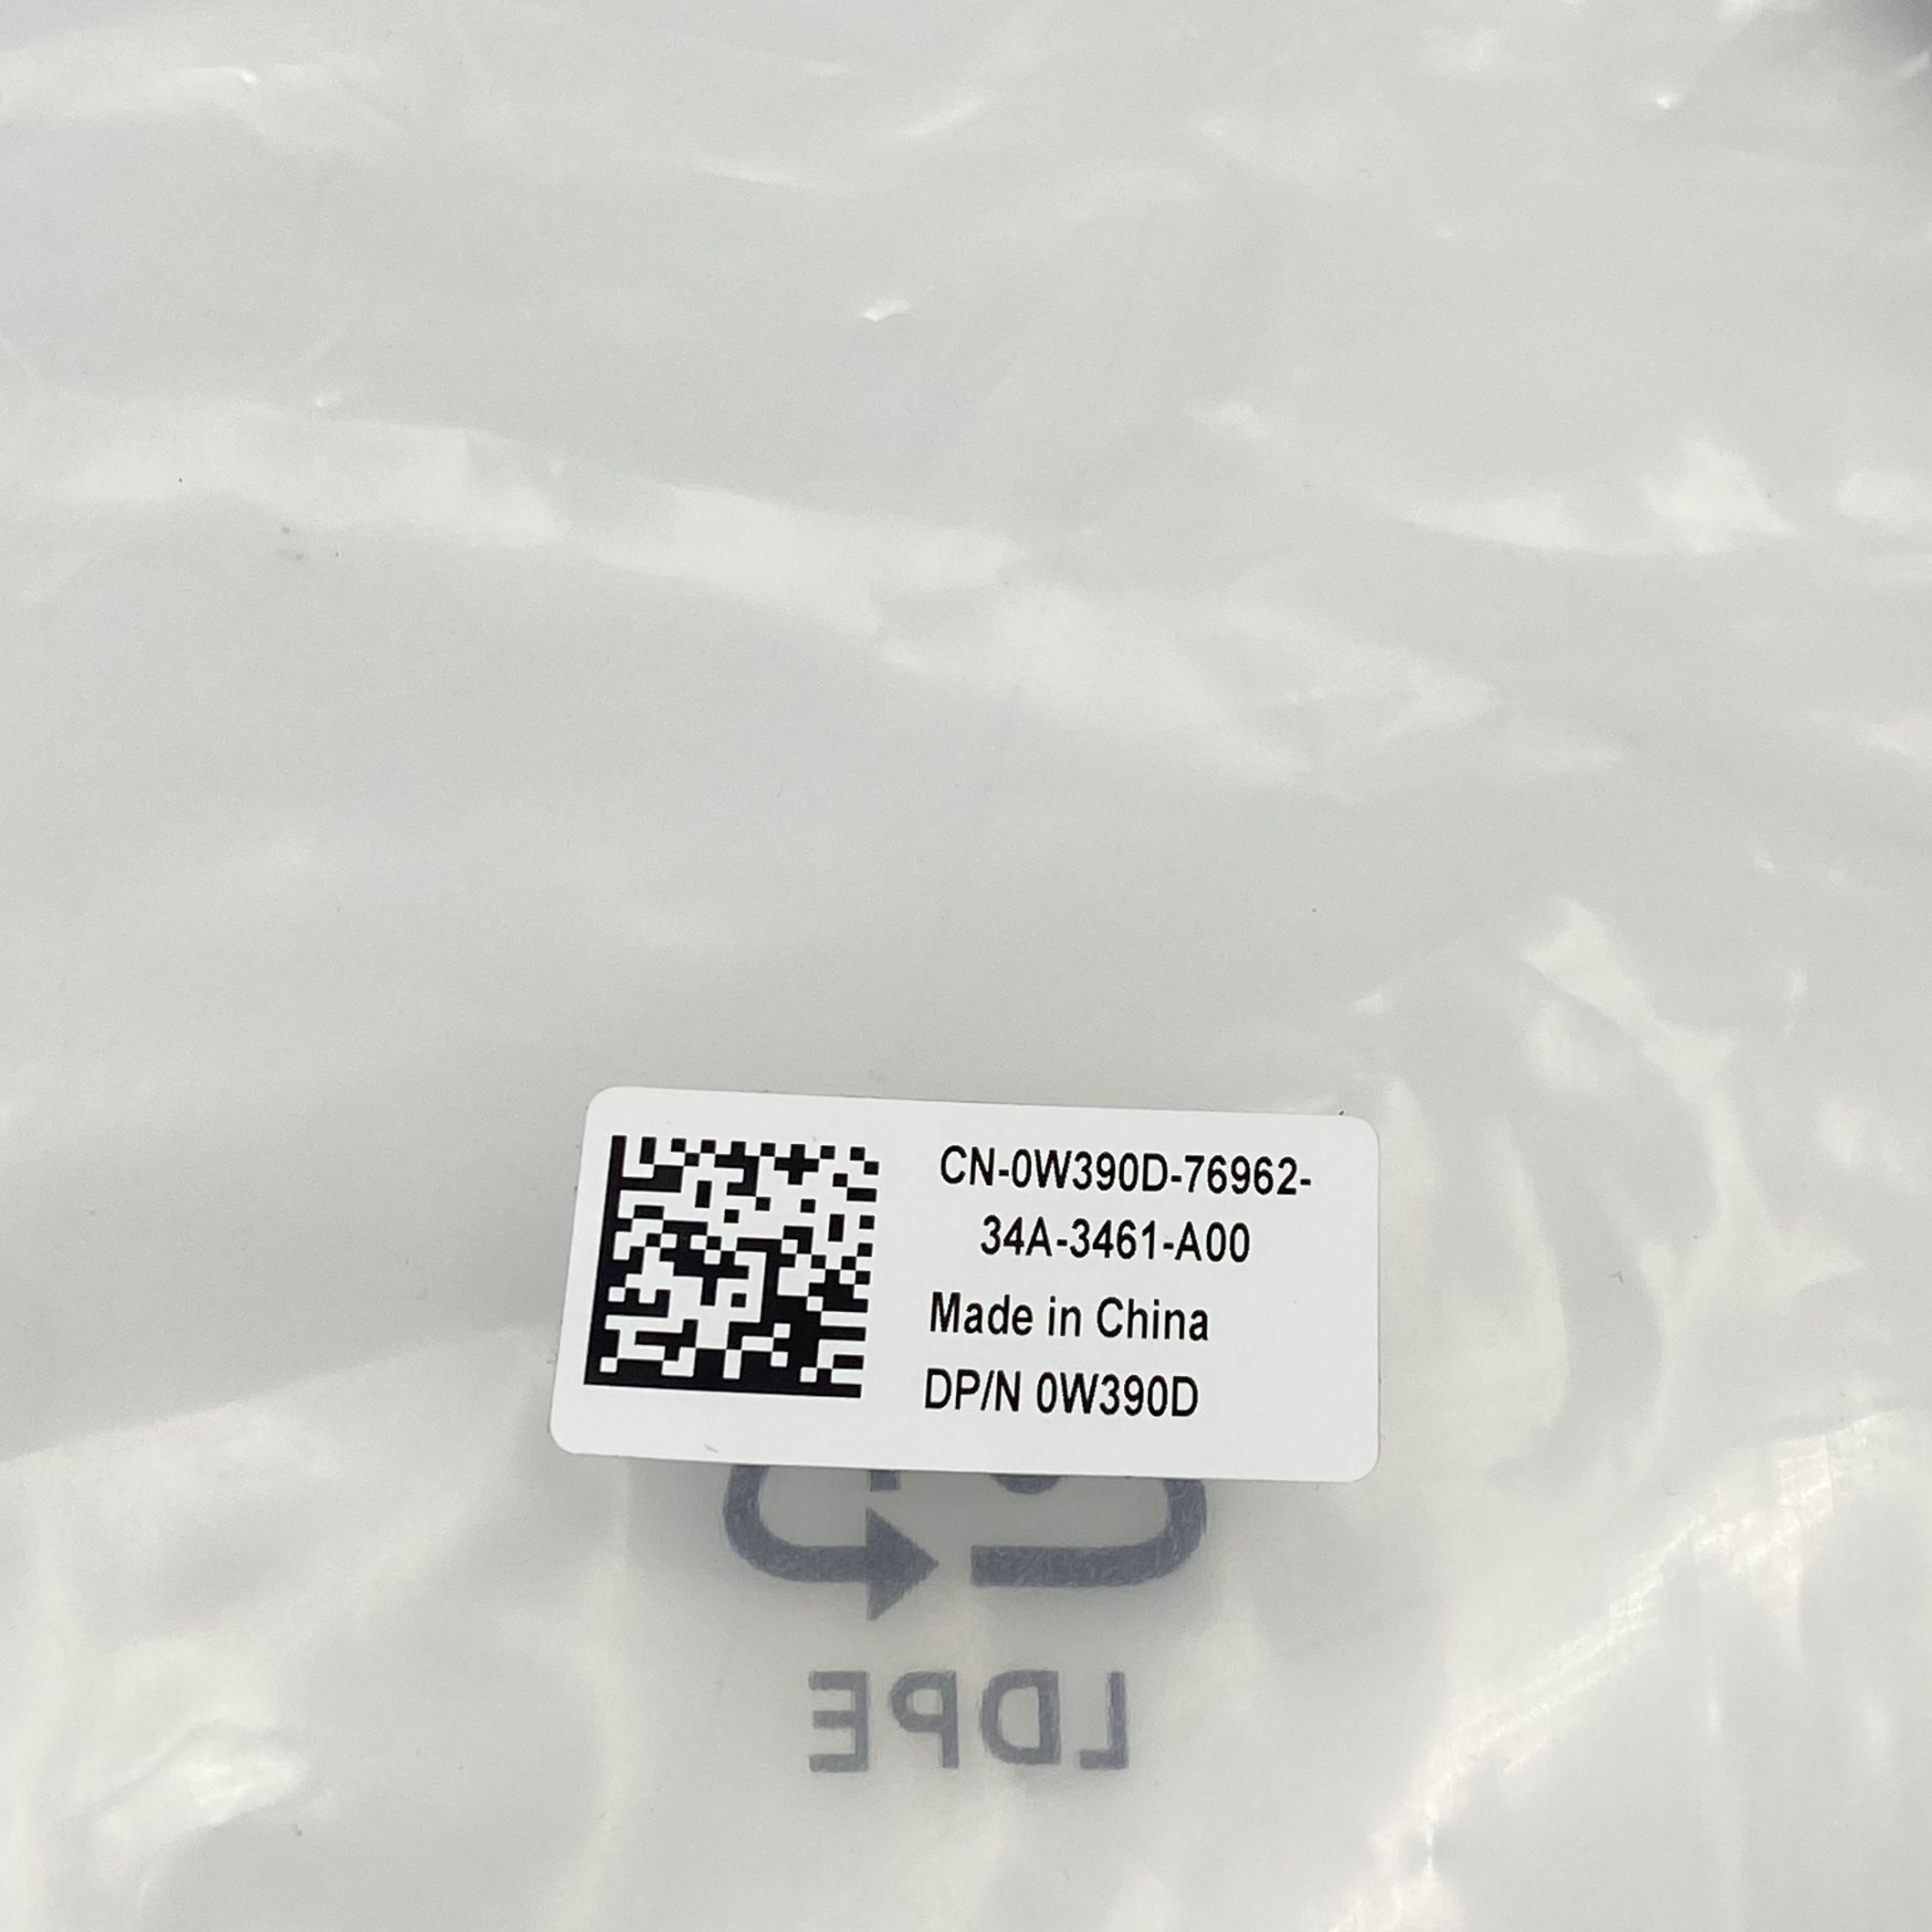 CN-0W390D-76962-
34A-3461-A00
Made in China
DP/N 0W390D
LDPE